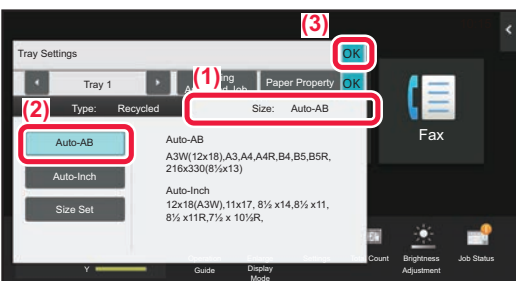 (3)
Tray Settings
OK
Tray 1
(1)
Paper Property
OK
(2)
Type: Recycled
Size: Auto-AB
Auto-AB
Auto-Inch
Size Set
Auto-AB
A3W(12x18),A3,A4,A4R,B4,B5,B5R,
216x330(8½x13)
Auto-Inch
12x18(A3W),11x17, 8½ x14,8½ x11,
8½ x11R,7½ x 10½R,
Fax
Y
Guide
Display
Mode
Count
Brightness
Adjustment
Job Status